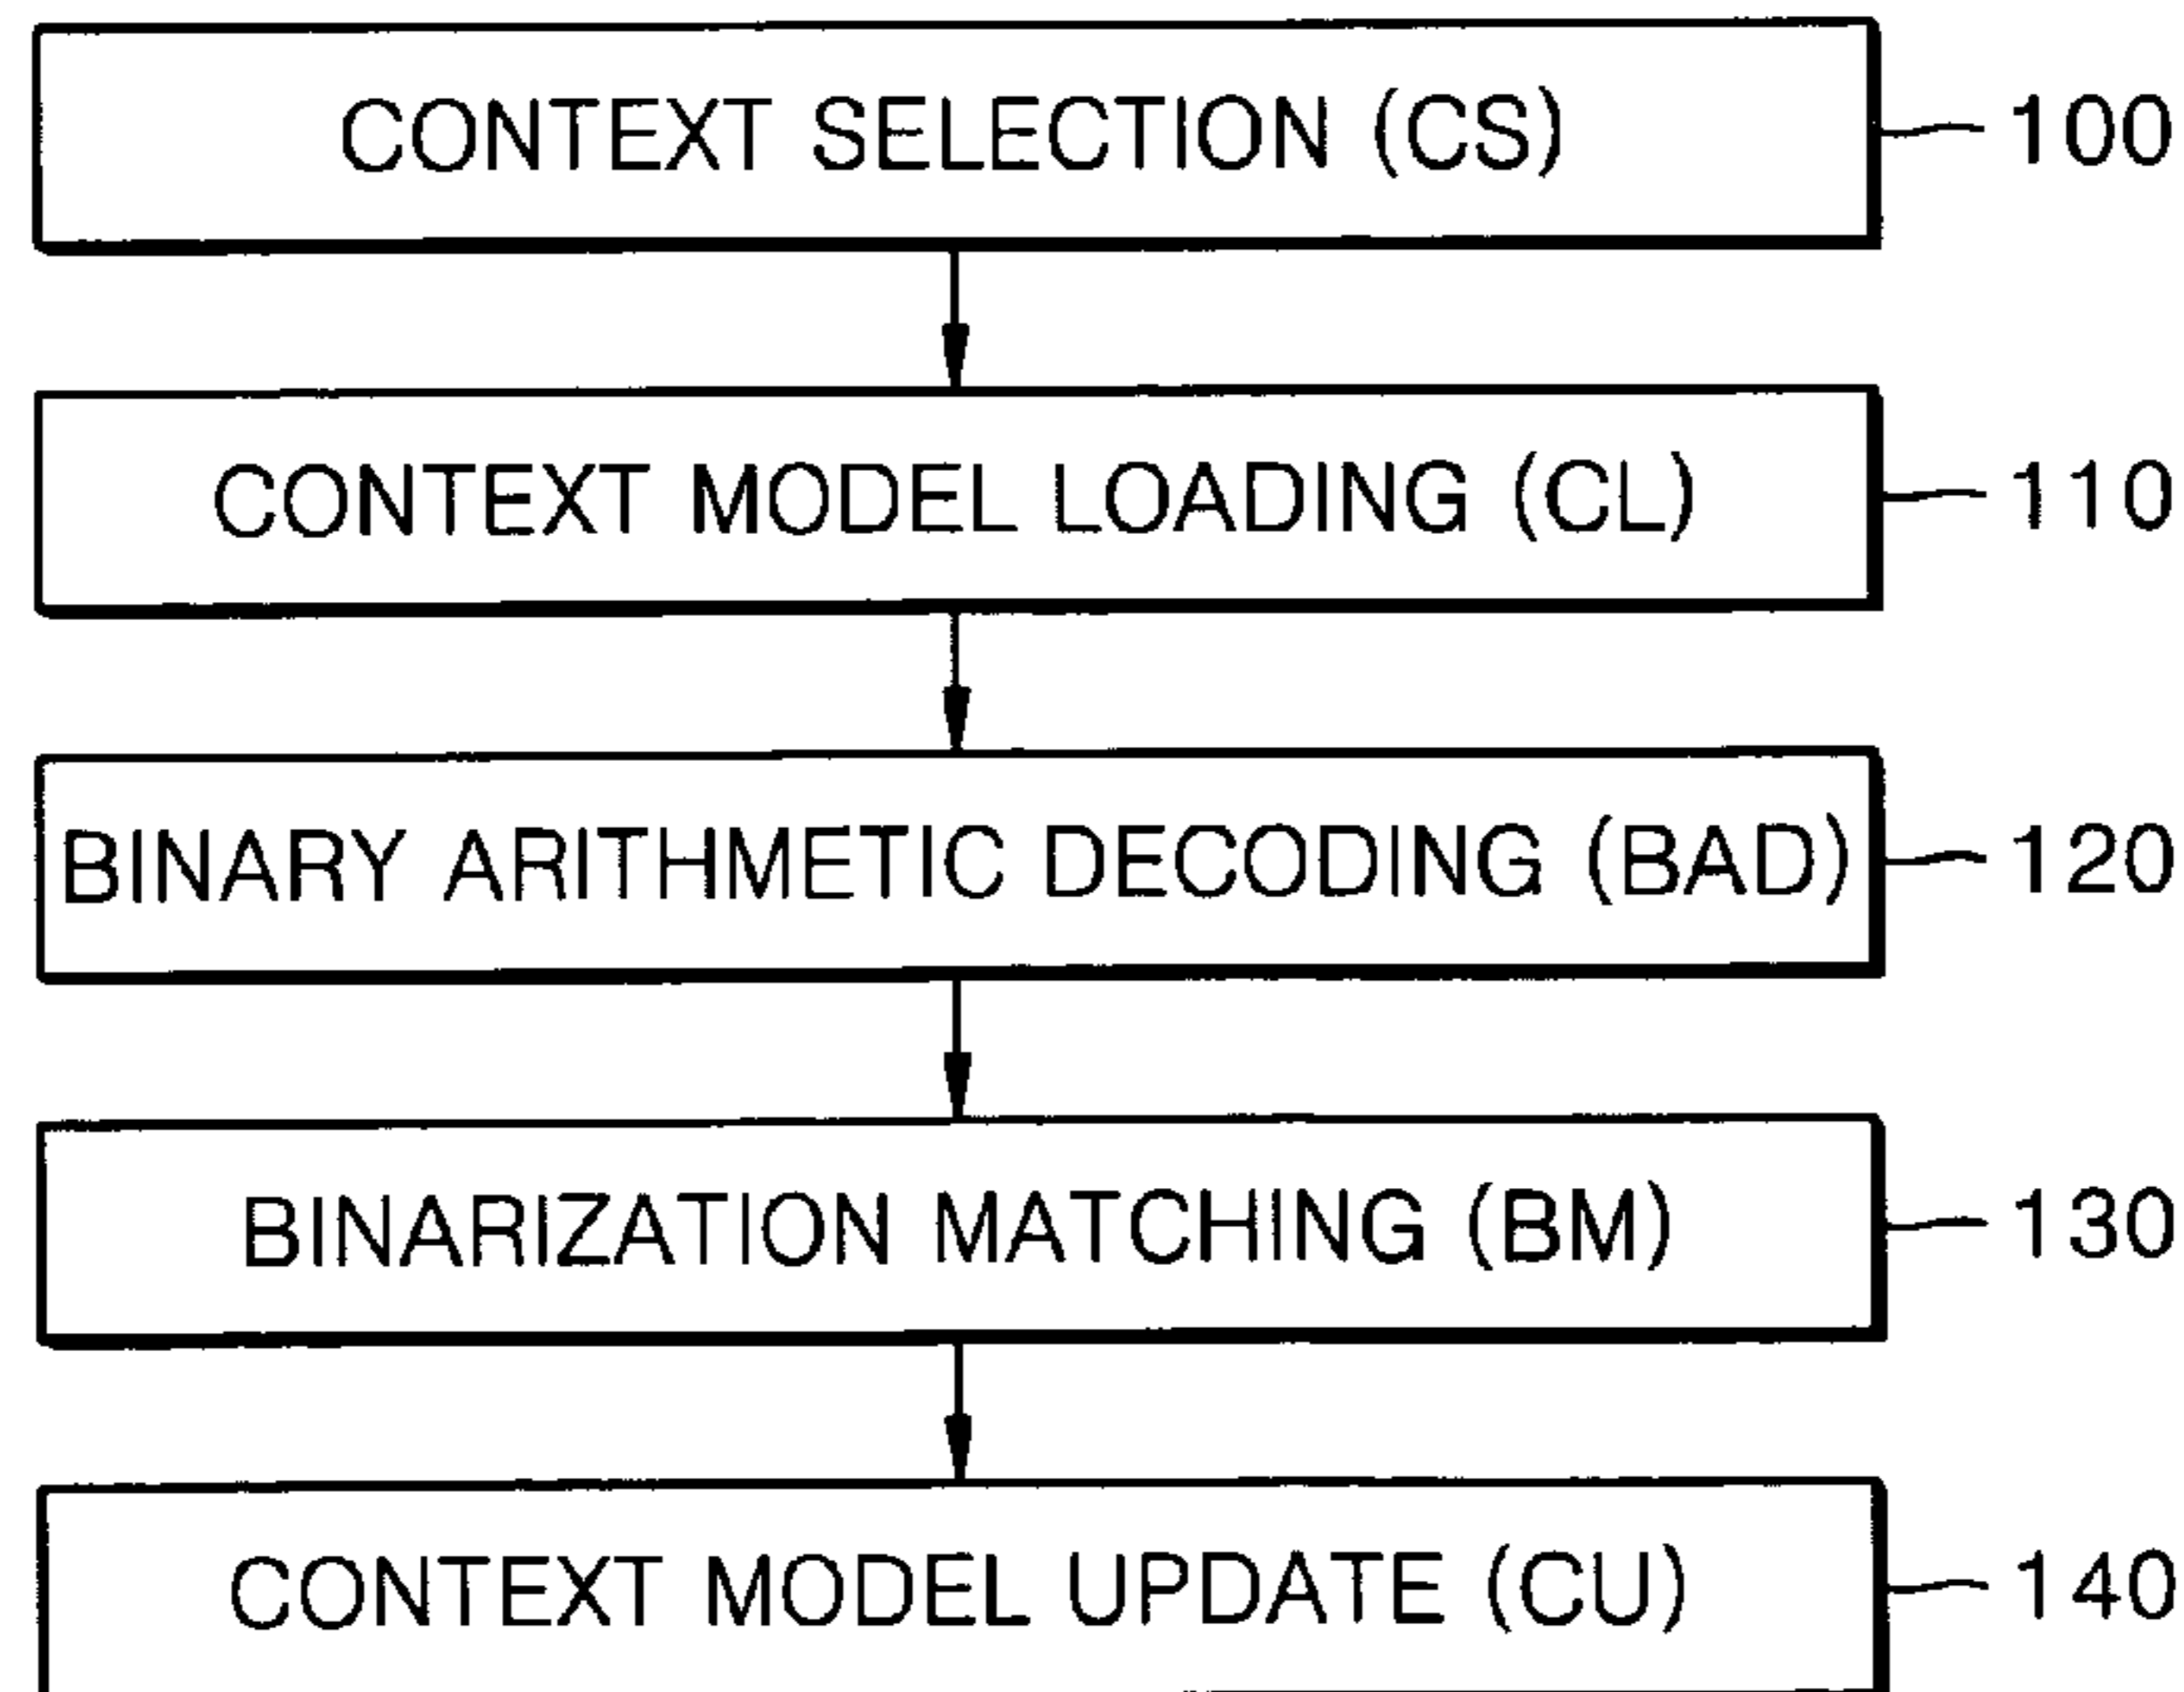 CONTEXT SELECTION (CS) 100
CONTEXT MODEL LOADING (CL) 110
BINARY ARITHMETIC DECODING (BAD) 120
BINARIZATION MATCHING (BM) 130
CONTEXT MODEL UPDATE (CU) 140